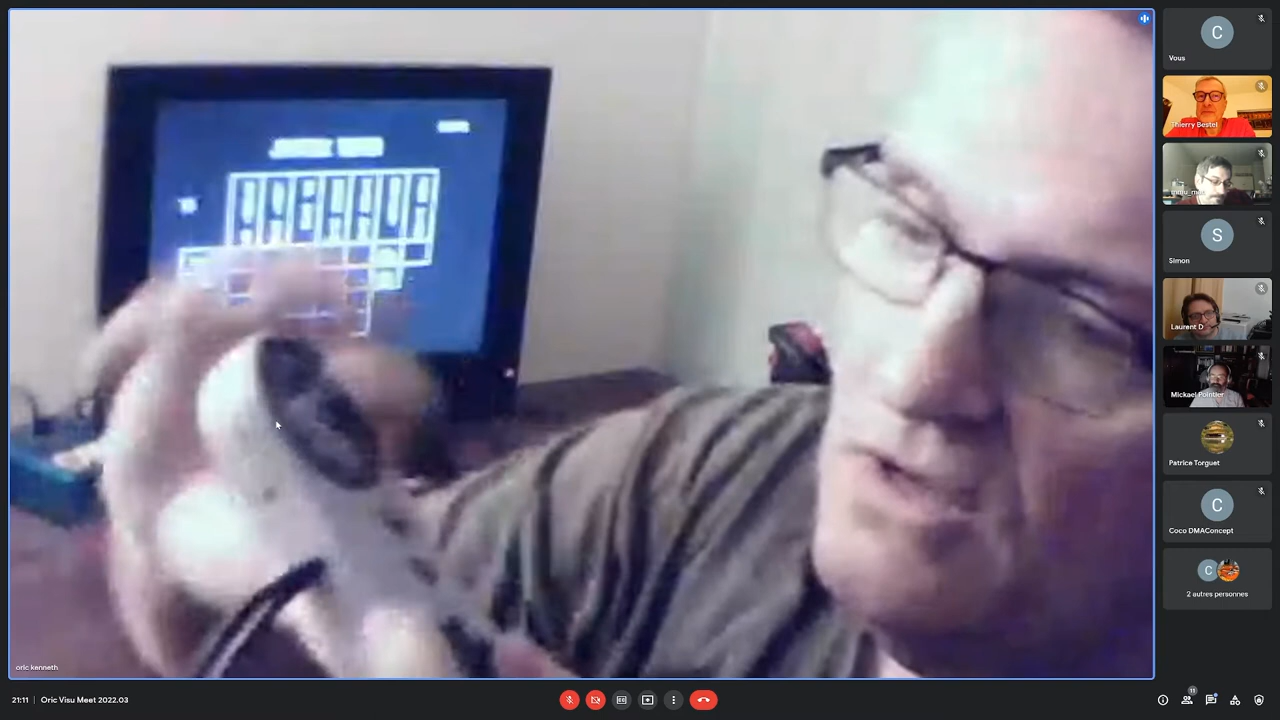 C
Vous
Thierry Bestel
S
Simon
Laurent D
Mickael Pointier
Patrice Torguet
C
Coco DMAConcept
C
2 autres personnes
oric kenneth
21:11 | Oric Visu Meet 2022.03
11